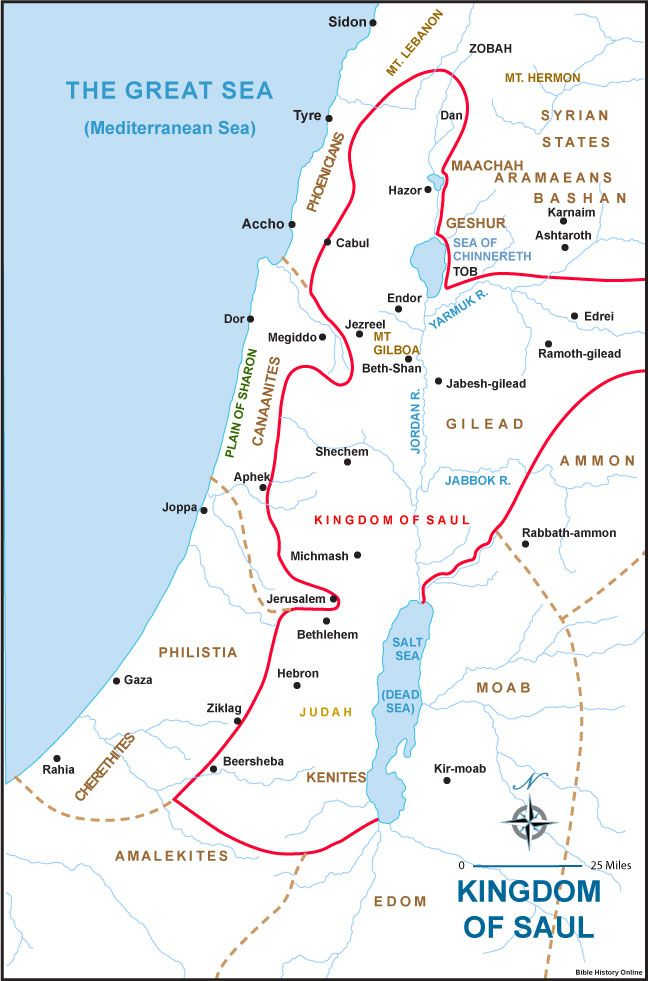 Sidon
MT. LEBANON
ZOBAH
THE GREAT SEA
(Mediterranean Sea)
MT. HERMON
Tyre
Dan
SYRIAN
STATES
PHOENICIANS
MAACHAH
ARAMAEANS
Hazor
BASHAN
Karnaim
Accho
GESHUR
Cabul
SEA OF
CHINNERETH
Ashtaroth
TOB
Endor
YARMUK R.
Dor
Jezreel
Edrei
Megiddo
MT
GILBOA
Ramoth-gilead
Beth-Shan
PLAIN OF SHARON
CANAANITES
Jabesh-gilead
JORDAN R.
GILEAD
Shechem
AMMON
Aphek
JABBOK R.
Joppa
KINGDOM OF SAUL
Rabbath-ammon
Michmash
Jerusalem
Bethlehem
PHILISTIA
SALT
SEA
Gaza
Hebron
(DEAD
SEA)
MOAB
Ziklag
JUDAH
Rahia
CHERETHITES
Beersheba
KENITES
Kir-moab
N
AMALEKITES
0 25 Miles
EDOM
KINGDOM
OF SAUL
Bible History Online